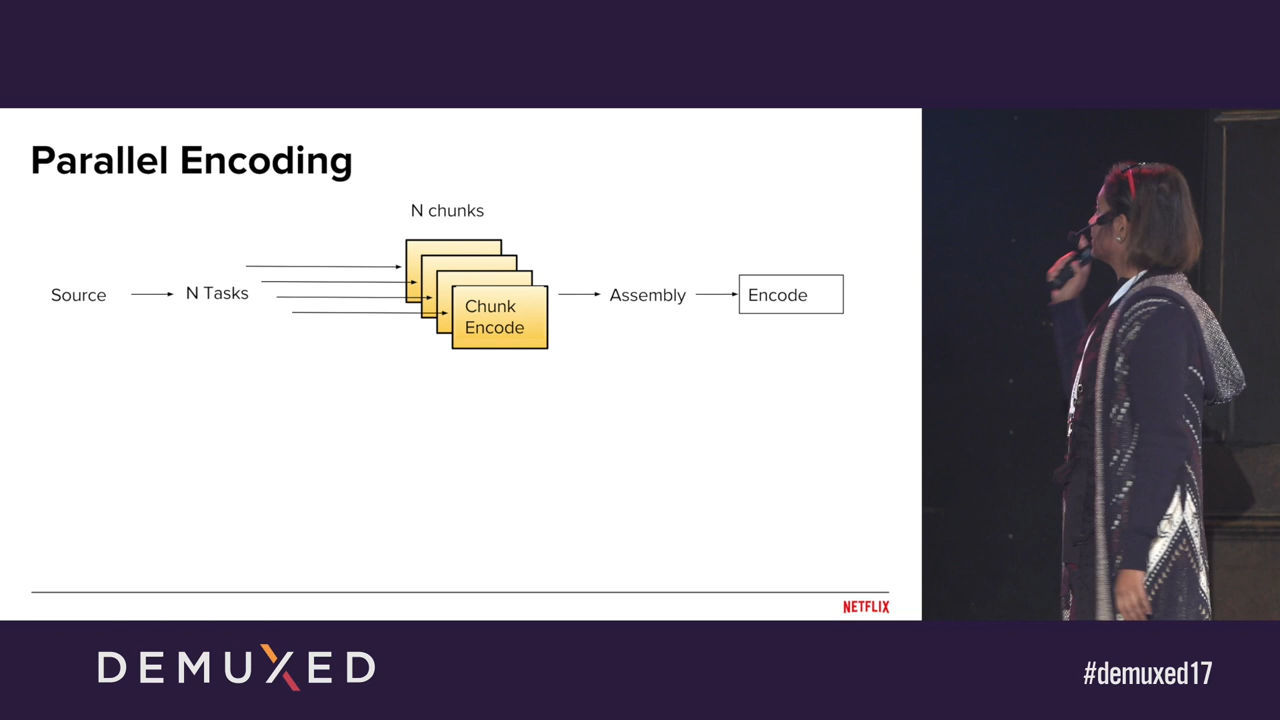 Parallel Encoding
N chunks
Source
N Tasks
Chunk
Encode
Assembly
Encode
NETFLIX
DEMUXED
#demuxed17